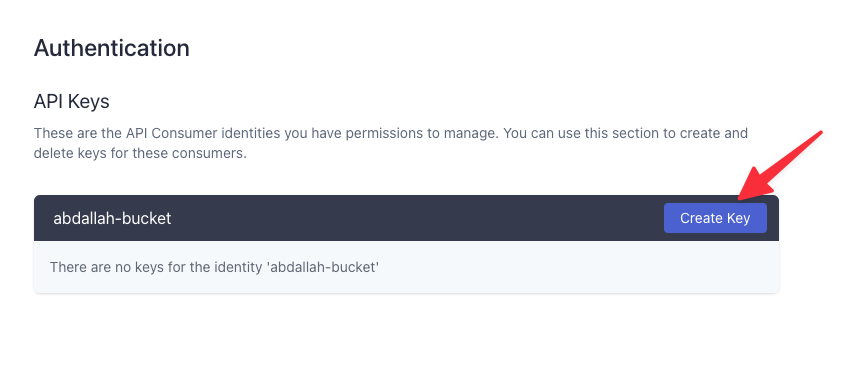 Authentication
API Keys
These are the API Consumer identities you have permissions to manage. You can use this section to create and
delete keys for these consumers.
abdallah-bucket
Create Key
There are no keys for the identity 'abdallah-bucket'